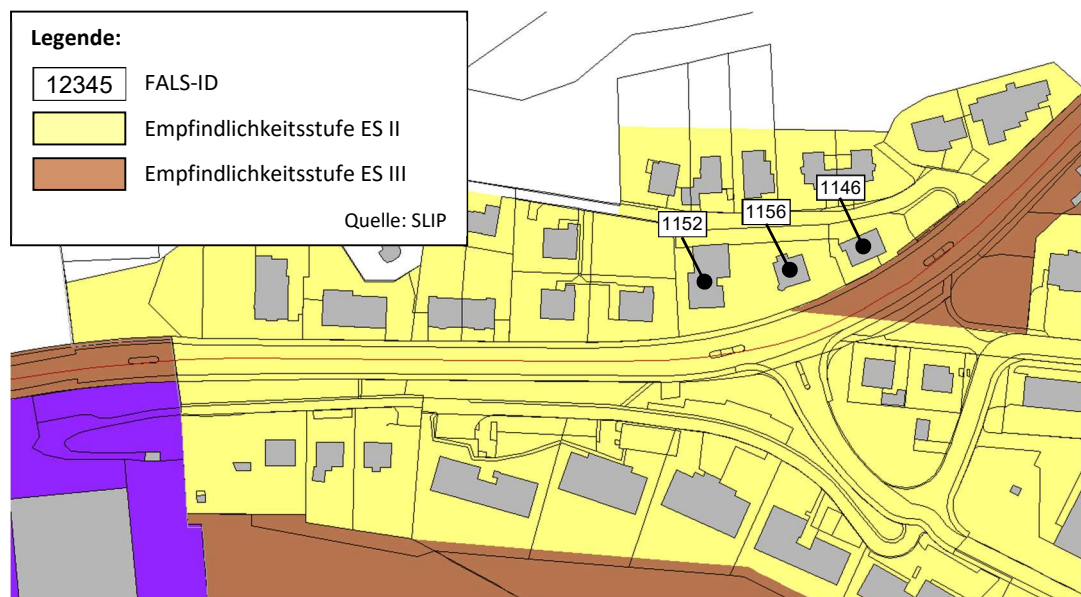 Legende:
12345 FALS-ID
Empfindlichkeitsstufe ES II
Empfindlichkeitsstufe ES III
Quelle: SLIP
1146
1156
1152